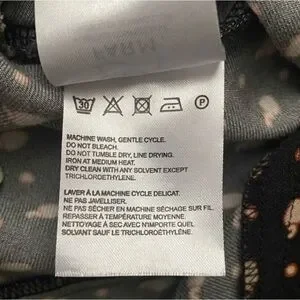 30
P
MACHINE WASH, GENTLE CYCLE.
DO NOT BLEACH.
DO NOT TUMBLE DRY, LINE DRYING.
IRON AT MEDIUM HEAT.
DRY CLEAN WITH ANY SOLVENT EXCEPT
TRICHLOROETHYLENE.
LAVER À LA MACHINE CYCLE DELICAT.
NE PAS JAVELLISER.
NE PAS SÉCHER EN MACHINE SÉCHAGE SUR FIL.
REPASSER À TEMPÉRATURE MOYENNE.
NETTOYAGE Á SEC AVEC N'IMPORTE QUEL
SOLVANT SAUF LE TRICHLOROÉTHYLÈNE.